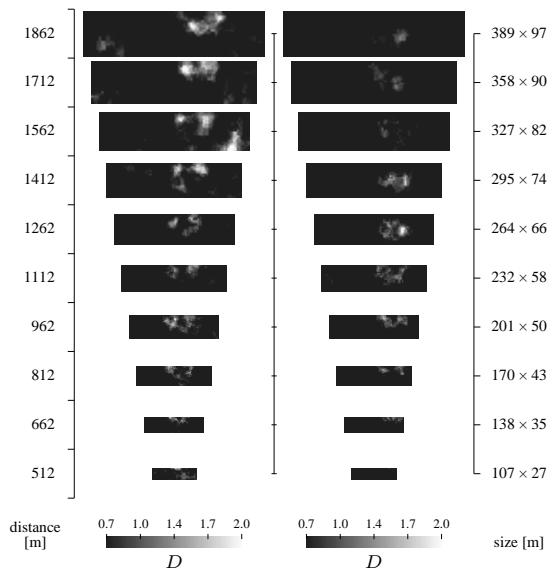 1862 389 × 97
1712 358 × 90
1562 327 × 82
1412 295 × 74
1262 264 × 66
1112 232 × 58
962 201 × 50
812 170 × 43
662 138 × 35
512 107 × 27
distance 0.7 1.0 1.4 1.7 2.0 0.7 1.0 1.4 1.7 2.0
[m] size [m]
D D